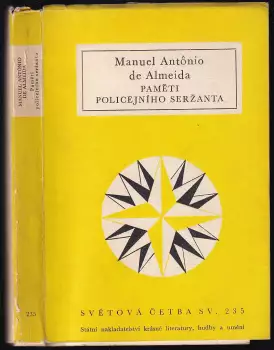 MANUEL ANTÔNIO
DE ALMEIDA
Paměti
policejního seržanta
235
Manuel Antônio
de Almeida
PAMĚTI
POLICEJNÍHO SERŽANTA
SVĚTOVÁ ČETBA SV. 235
Státní nakladatelství krásné literatury, hudby a umění